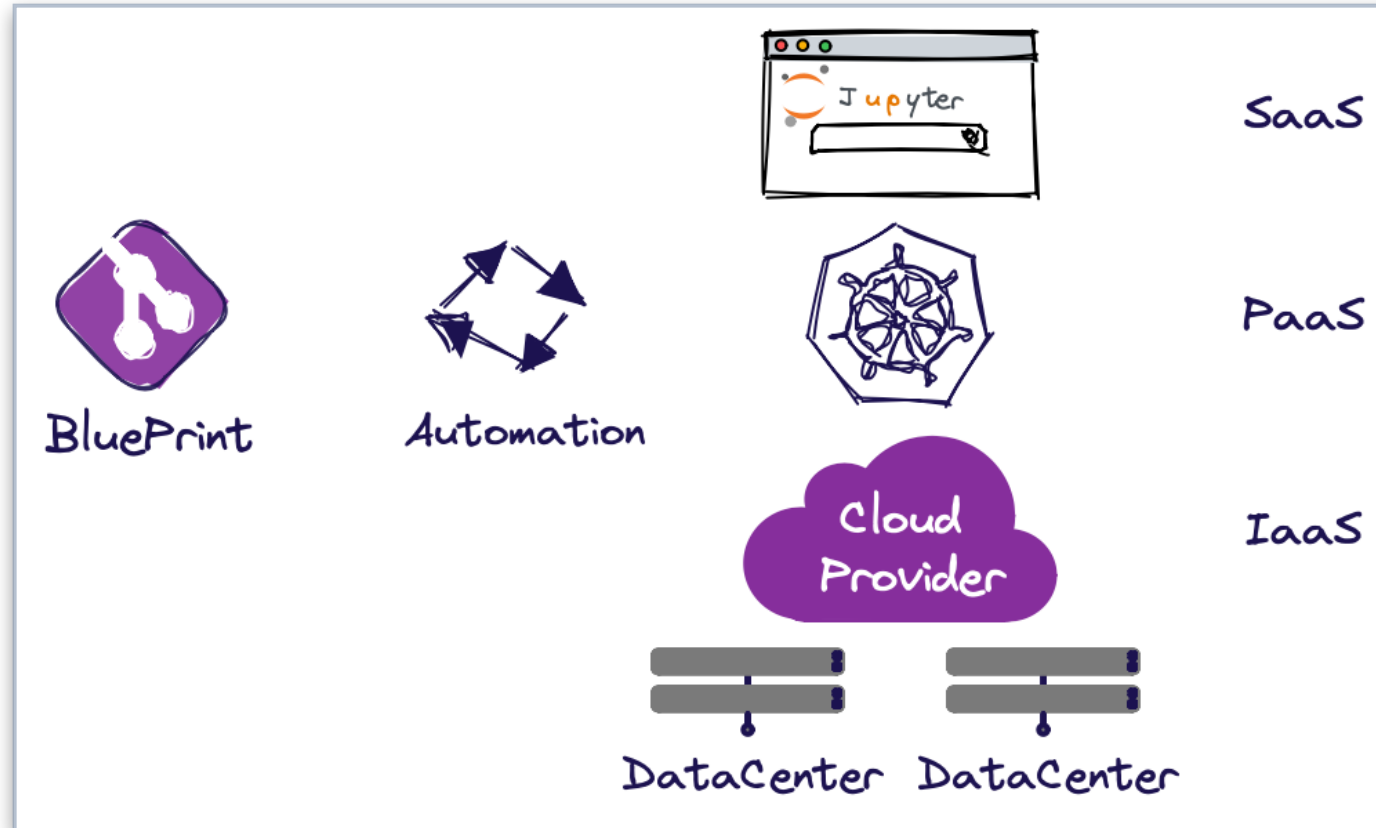 Jupyter
SaaS
PaaS
BluePrint
Automation
Cloud
Provider
IaaS
DataCenter DataCenter